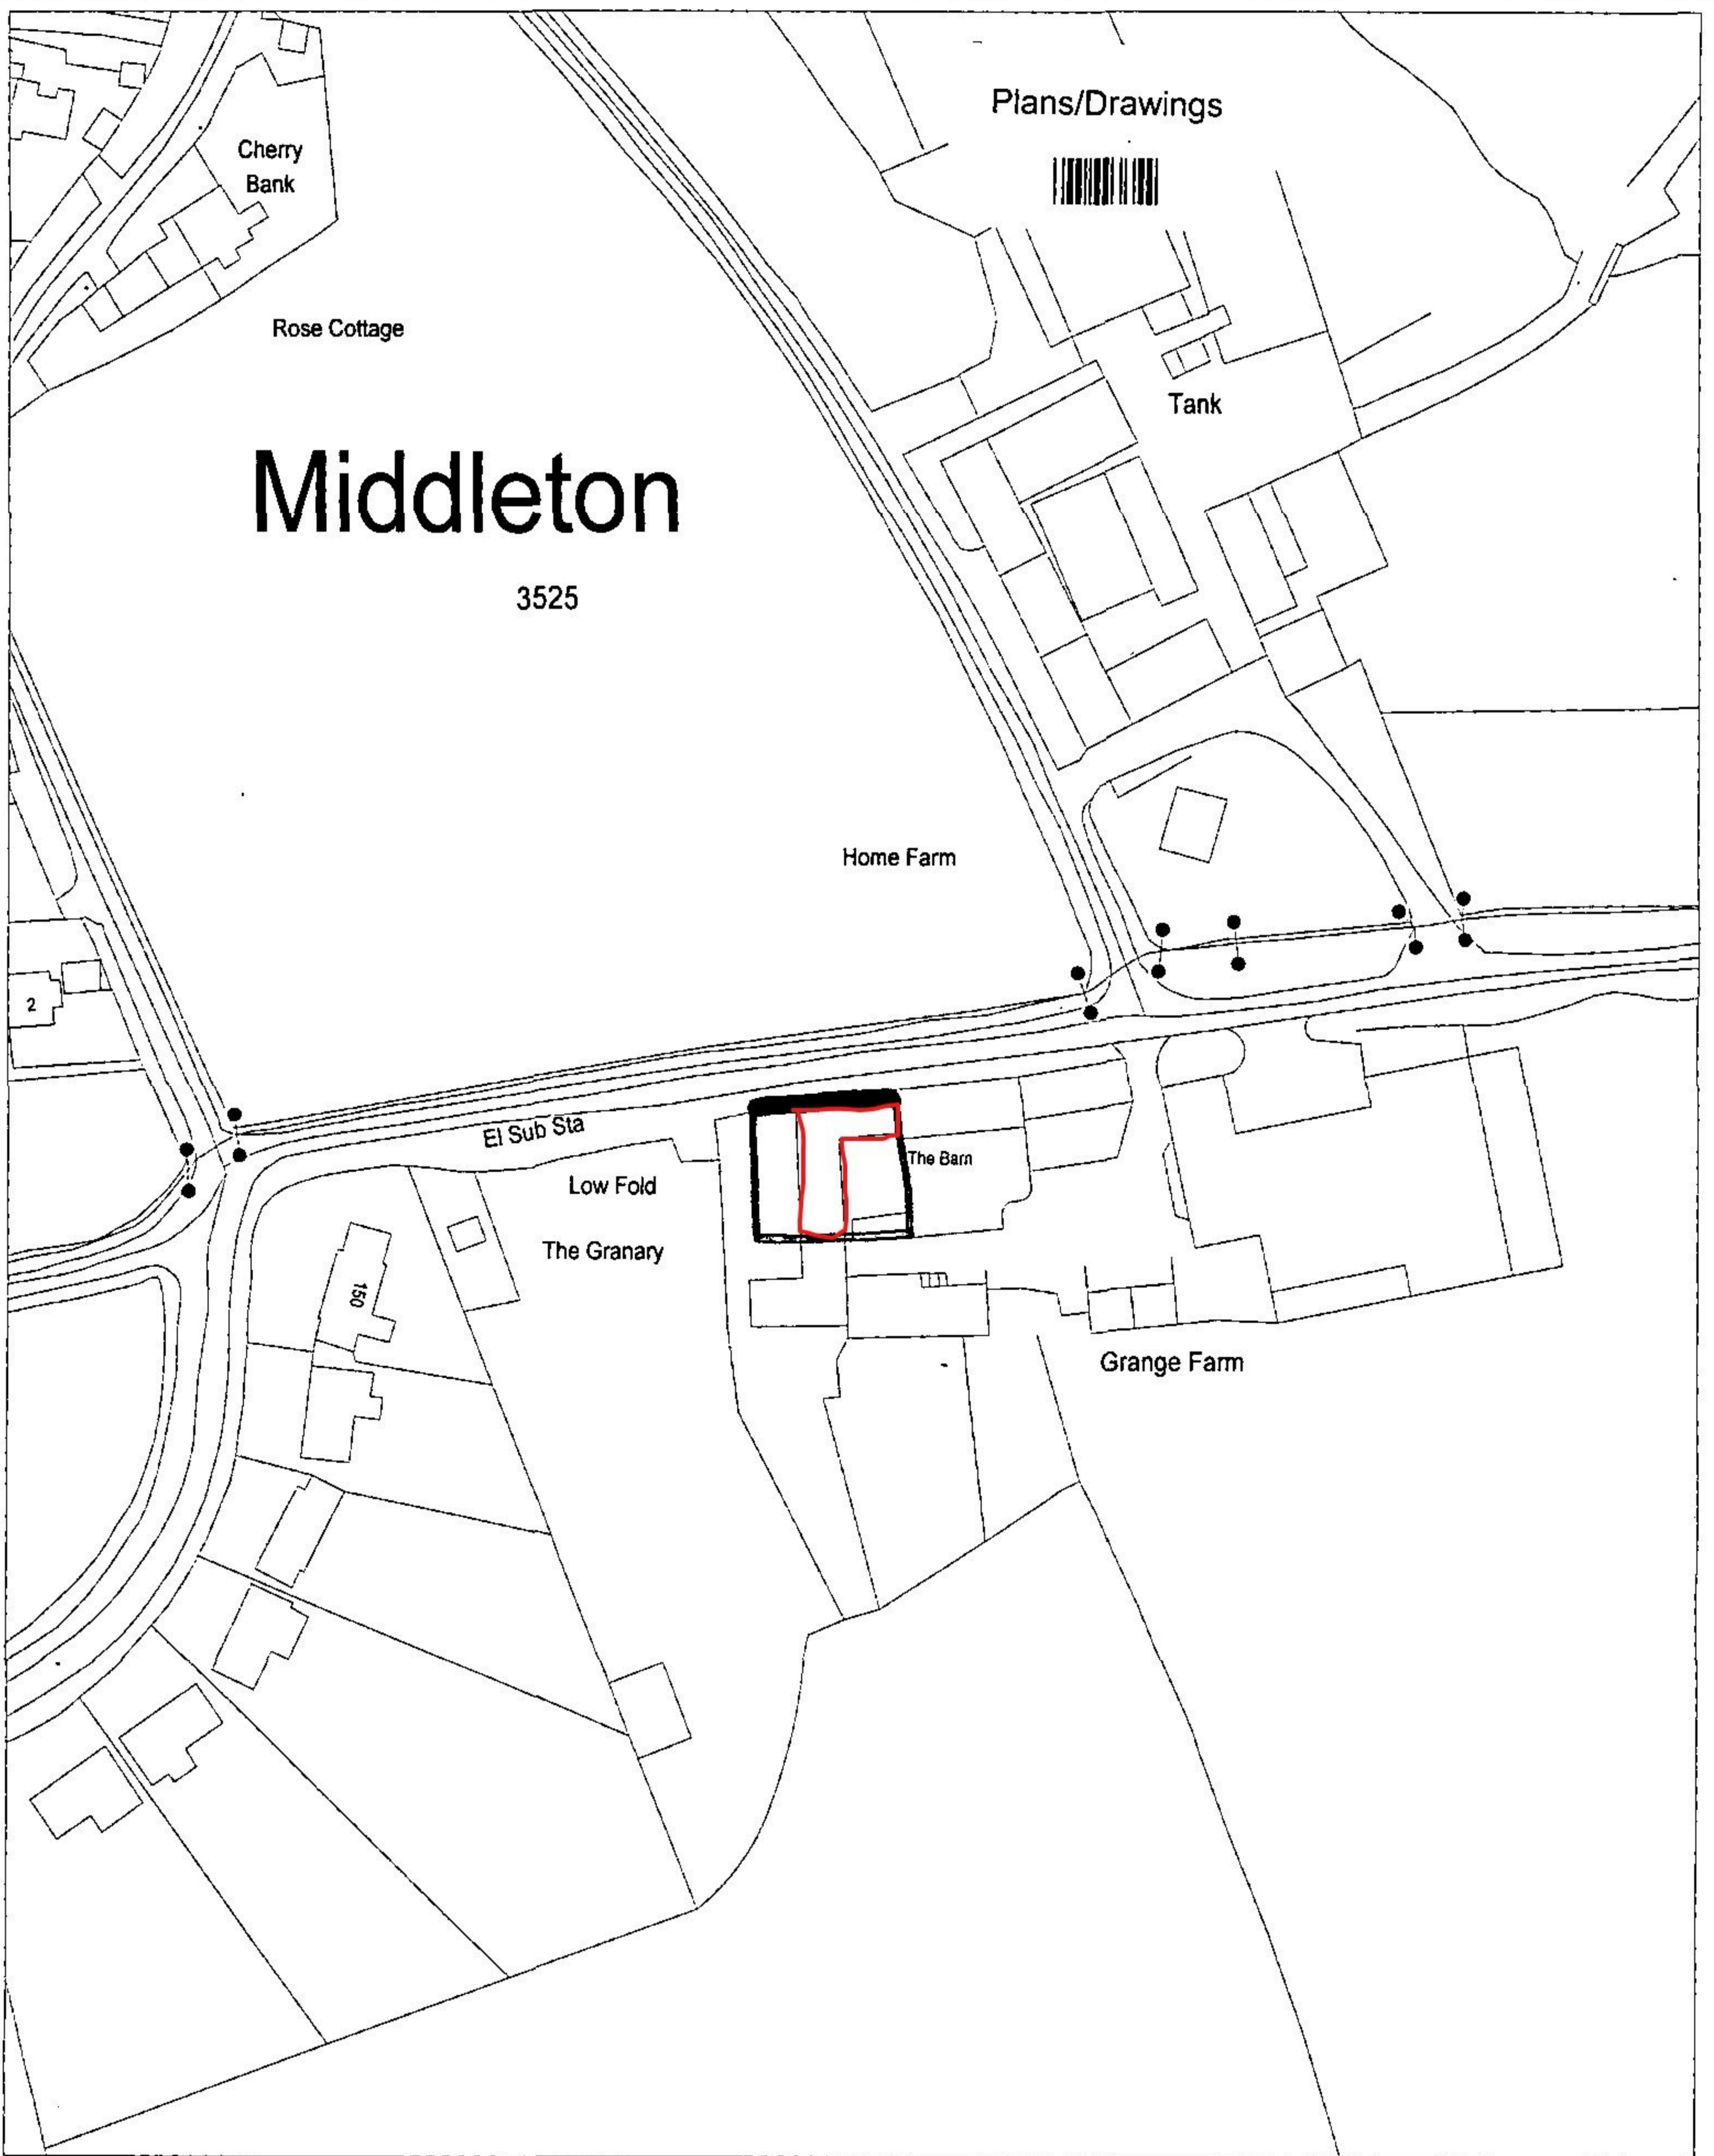 Plans/Drawings
Cherry
Bank
Rose Cottage
Tank
Middleton
3525
Home Farm
2
El Sub Sta
The Barn
Low Fold
The Granary
150
Grange Farm